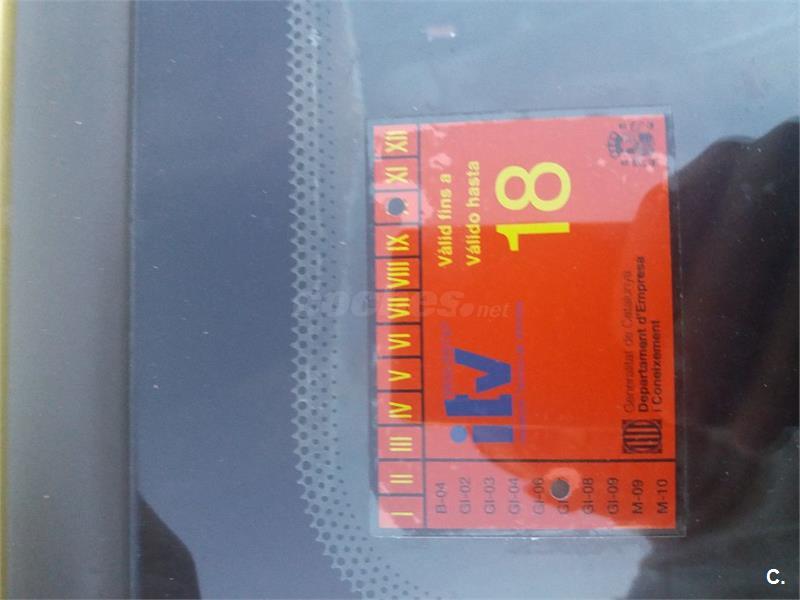 I II III IV V VI VII VIII IX XI XII
B-04
GI-02
GI-03
GI-04
GI-06
GI-08
GI-09
M-09
M-10
itv
Vàlid fins a
Válido hasta
18
Generalitat de Catalunya
Departament d'Empresa
i Coneixement
coches.net
C.